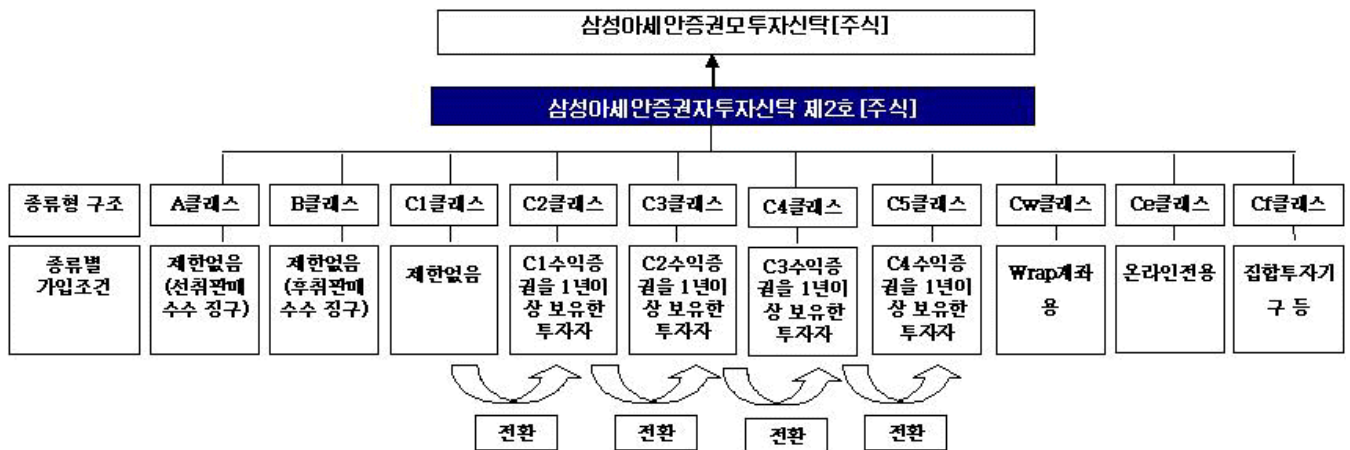 삼성아세안증권모투자신탁[주식]
삼성아세안증권자투자신탁 제2호[주식]
종류형 구조
A클래스
B클래스
C1클래스
C2클래스
C3클래스
C4클래스
C5클래스
Cw클래스
Ce클래스
Cf클래스
종류별
가입조건
제한없음
(선취판매
수수 징구)
제한없음
(후취판매
수수 징구)
제한없음
C1수익증
권을 1년이
상 보유한
투자자
C2수익증
권을 1년이
상 보유한
투자자
C3수익증
권을 1년이
상 보유한
투자자
C4수익증
권을 1년이
상 보유한
투자자
Wrap계좌
용
온라인전용
집합투자기
구 등
전환
전환
전환
전환